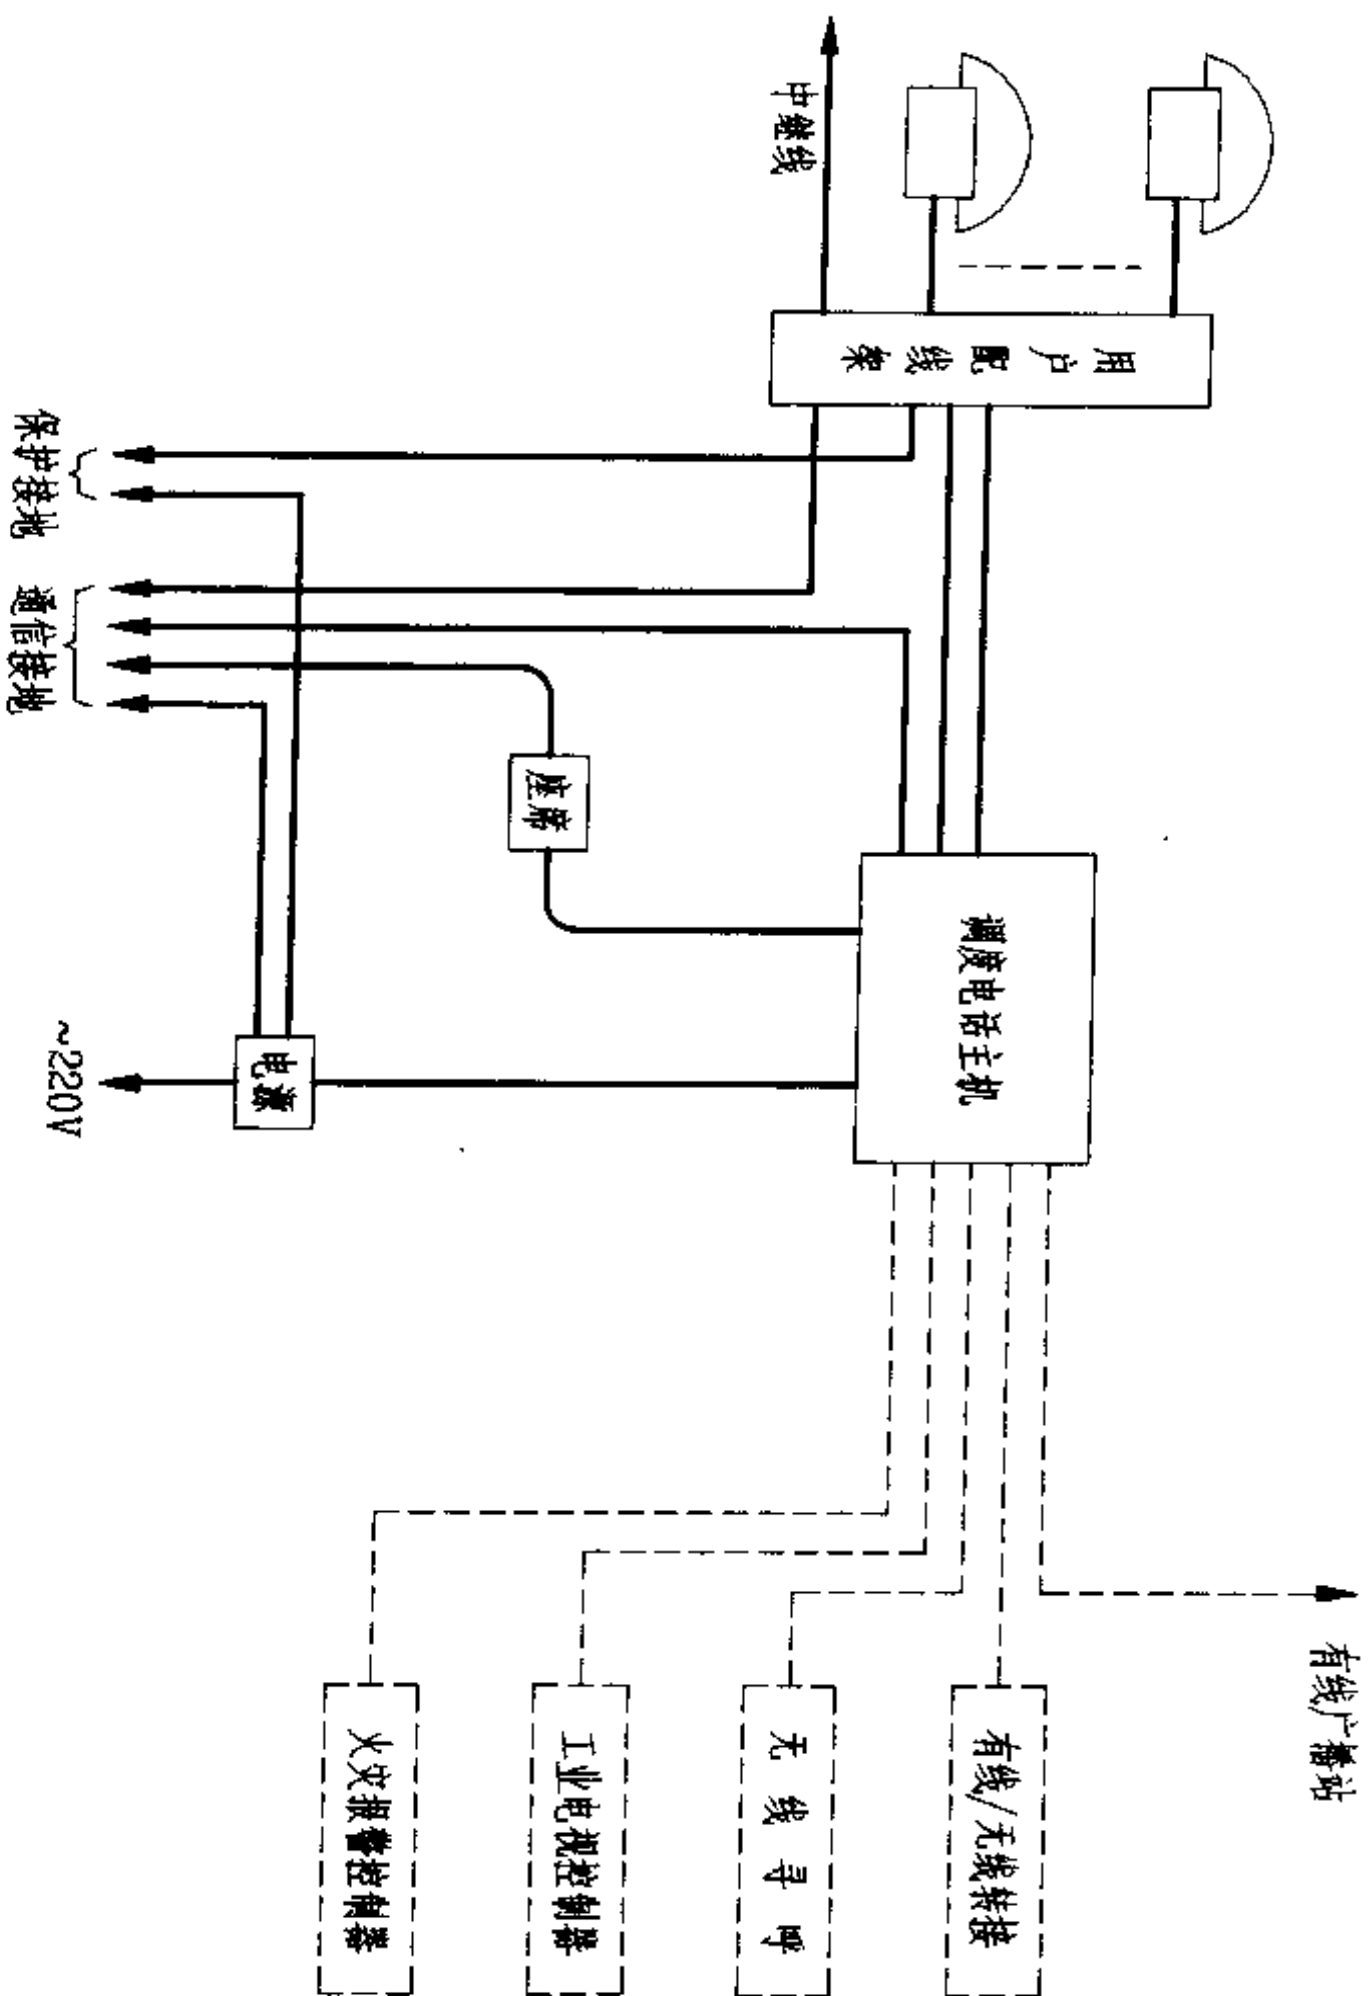 有线广播站
有线/无线转接
无线寻呼
工业电视控制器
火灾报警控制器
调度电话主机
用户配线架
中继线
座席
电源
~220V
通信接地
保护接地